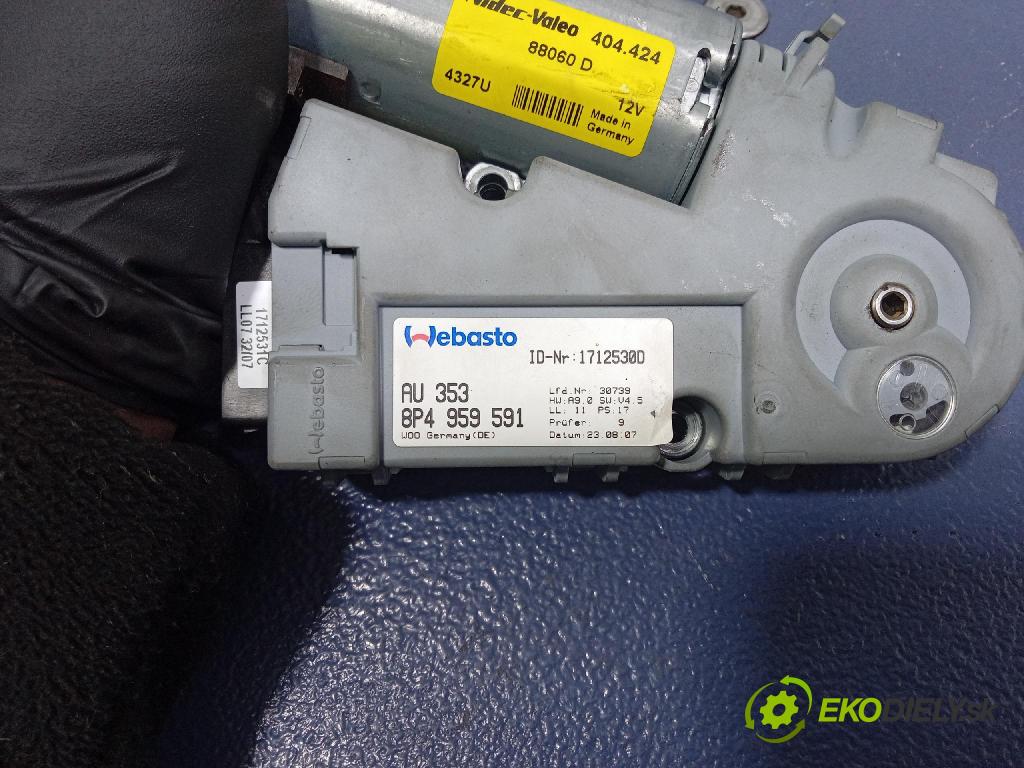 Nidec-Valeo 404.424
88060 D
4327U
12V
Made in
Germany
1712531C
LL07 32/07
Webasto
Webasto
ID-Nr:1712530D
AU 353
8P4 959 591
WOO Germany(DE)
Lfd.Nr: 30739
HW:A9.0 SW:V4.5
LL: 11 PS:17
Prüfer: 9
Datum:23.08.07
EKODIELY.sk